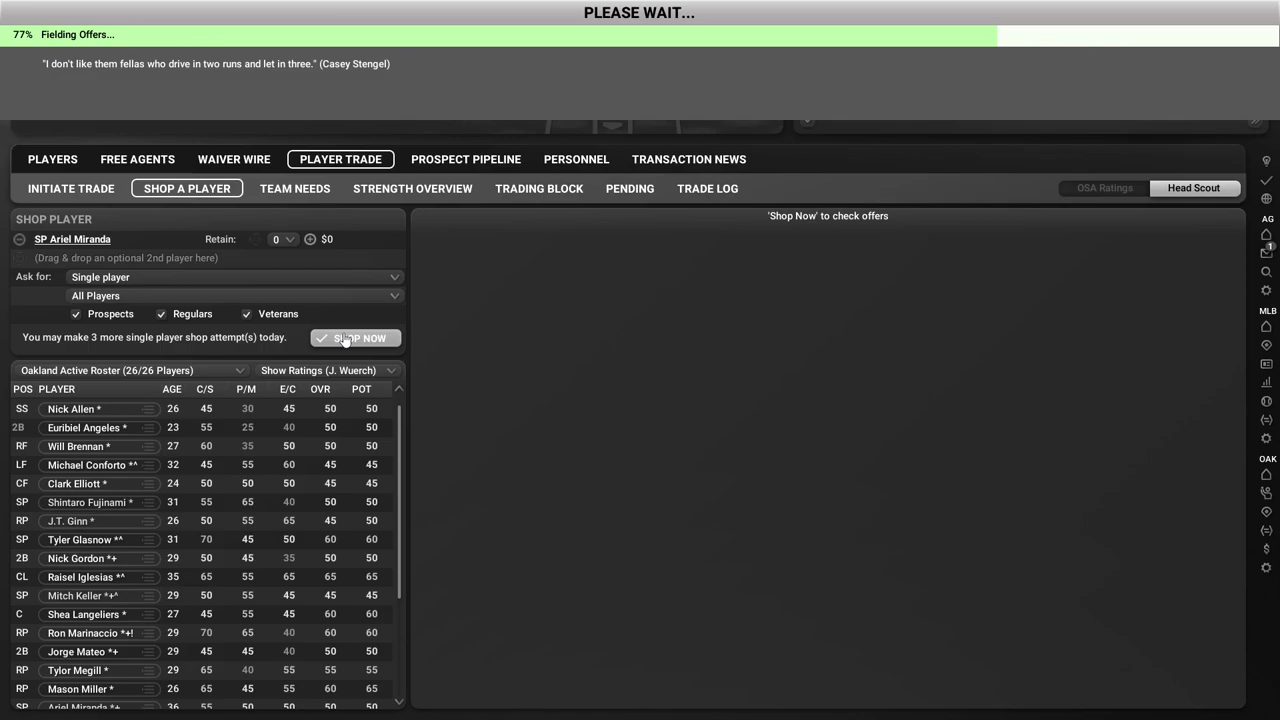 PLEASE WAIT...
77% Fielding Offers...
"I don't like them fellas who drive in two runs and let in three." (Casey Stengel)
PLAYERS FREE AGENTS WAIVER WIRE PLAYER TRADE PROSPECT PIPELINE PERSONNEL TRANSACTION NEWS
INITIATE TRADE SHOP A PLAYER TEAM NEEDS STRENGTH OVERVIEW TRADING BLOCK PENDING TRADE LOG OSA Ratings Head Scout
SHOP PLAYER
SP Ariel Miranda Retain: 0 $0
(Drag & drop an optional 2nd player here)
Ask for: Single player
All Players
Prospects Regulars Veterans
You may make 3 more single player shop attempt(s) today. SHOP NOW
'Shop Now' to check offers
Oakland Active Roster (26/26 Players) Show Ratings (J. Wuerch)
POS PLAYER AGE C/S P/M E/C OVR POT
SS Nick Allen * 26 45 30 45 50 50
2B Euribiel Angeles * 23 55 25 40 50 50
RF Will Brennan * 27 60 35 50 50 50
LF Michael Conforto *^ 32 45 55 60 45 45
CF Clark Elliott * 24 50 50 50 45 45
SP Shintaro Fujinami * 31 55 65 40 50 50
RP J.T. Ginn * 26 50 55 65 45 50
SP Tyler Glasnow *^ 31 70 45 50 60 60
2B Nick Gordon *+ 29 50 45 35 50 50
CL Raisel Iglesias *^ 35 65 55 65 65 65
SP Mitch Keller *+^ 29 50 55 45 45 45
C Shea Langeliers * 27 45 55 45 60 60
RP Ron Marinaccio *+! 29 70 65 40 60 60
2B Jorge Mateo *+ 29 45 45 40 50 50
RP Tylor Megill * 29 65 40 55 55 55
RP Mason Miller * 26 65 45 55 60 65
SP Ariel Miranda *+ 36 55 50 50 50 50
AG
1
MLB
OAK